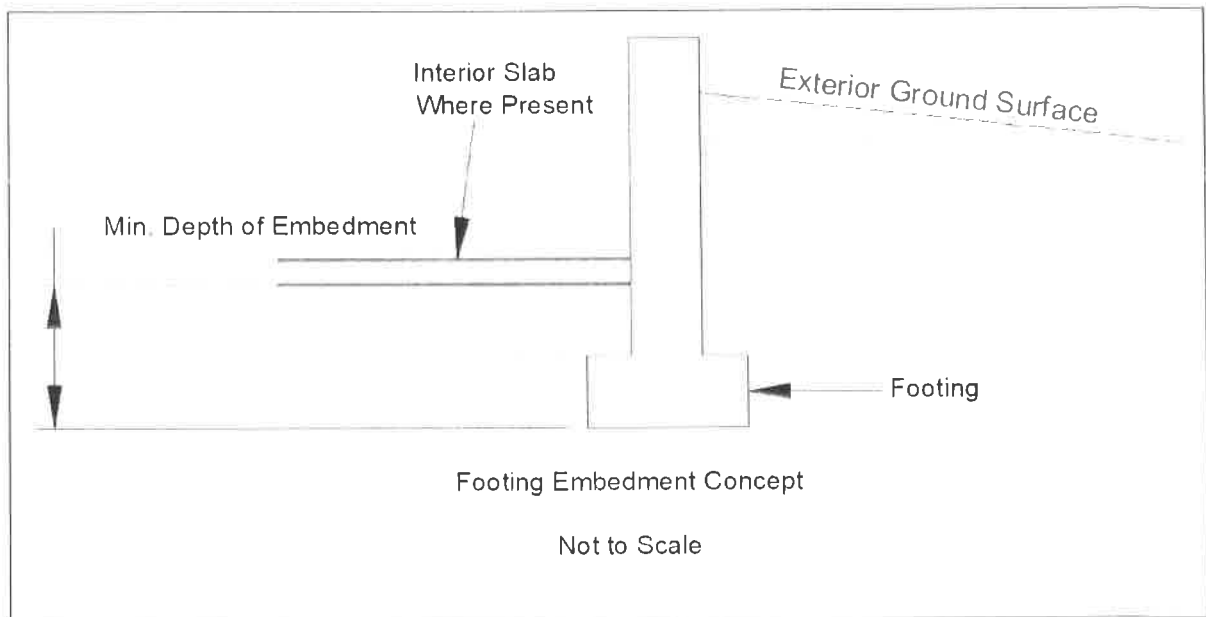 Interior Slab
Where Present
Exterior Ground Surface
Min. Depth of Embedment
Footing
Footing Embedment Concept
Not to Scale